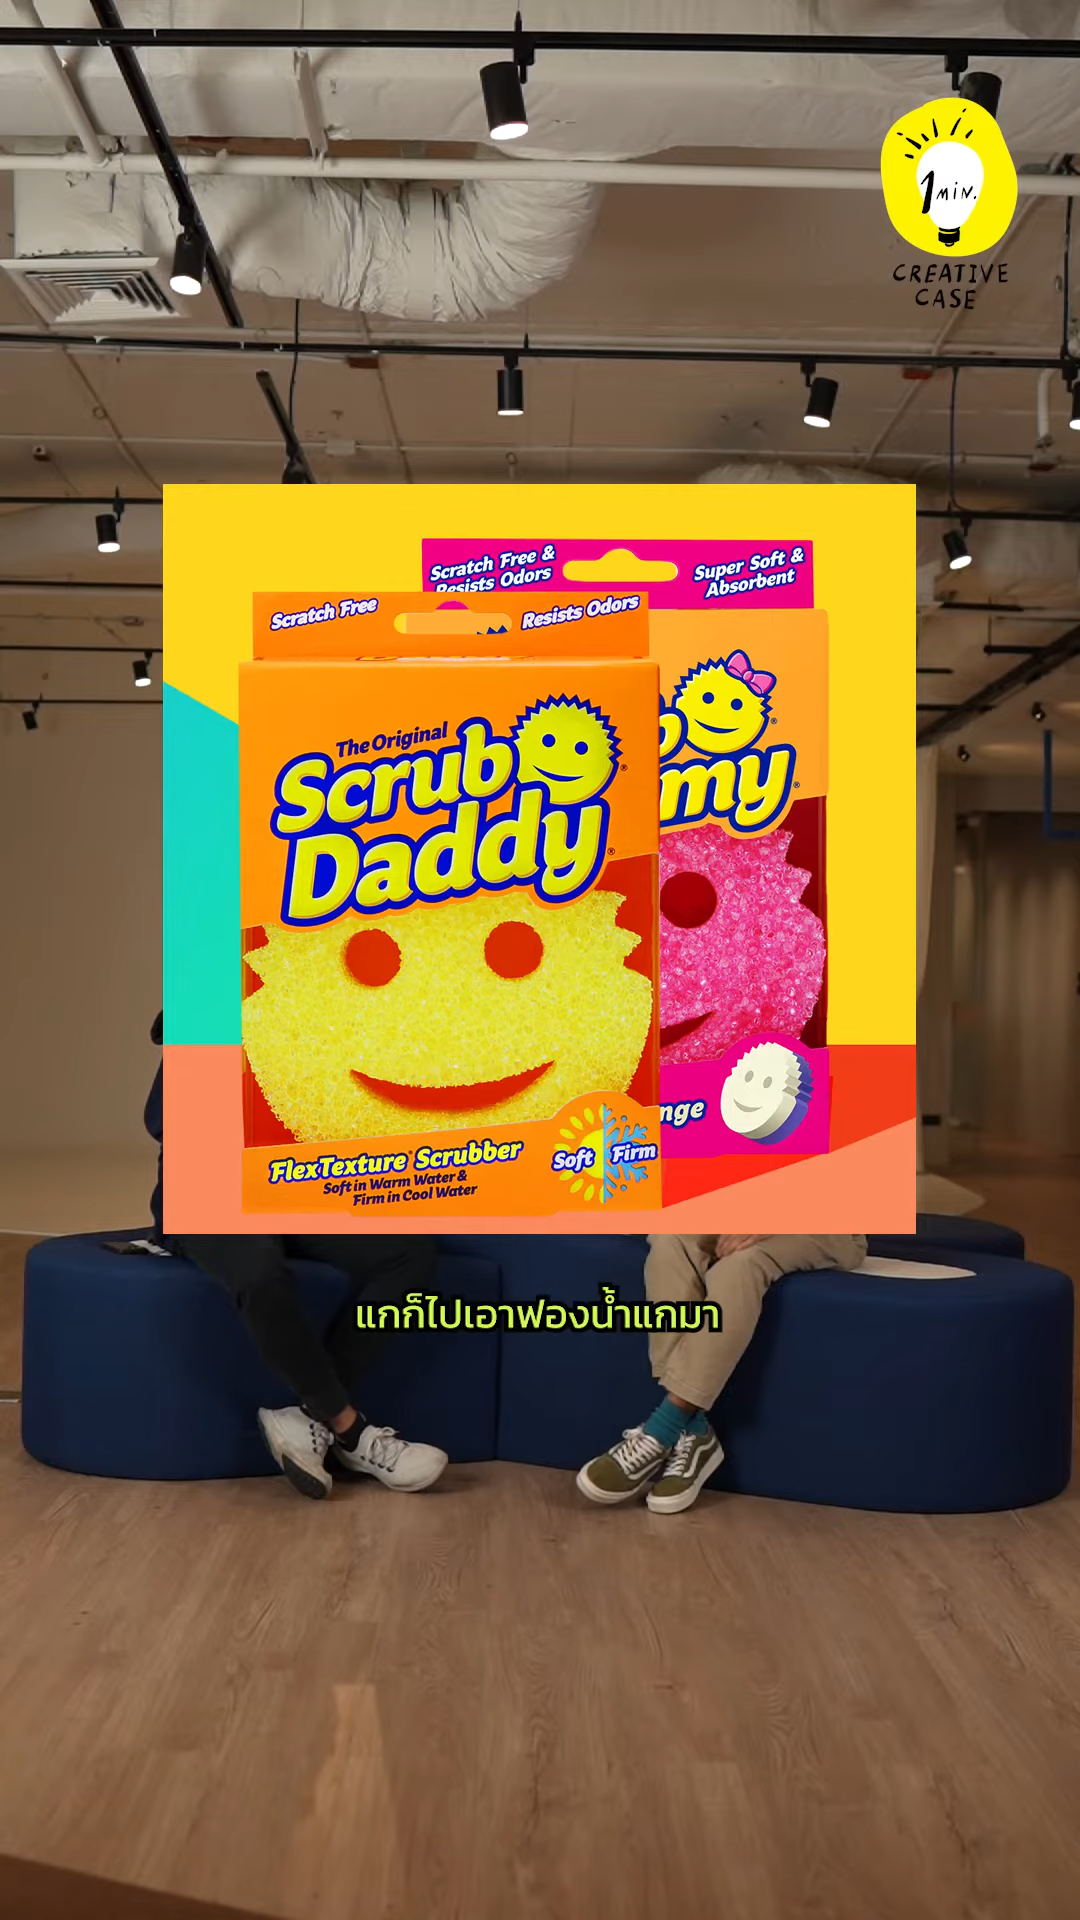 1 MIN.
CREATIVE
CASE
Scratch Free &
Resists Odors
Super Soft &
Absorbent
Scratch Free
Resists Odors
The Original
Scrub
Daddy
my
nge
FlexTexture® Scrubber
Soft in Warm Water &
Firm in Cool Water
Soft Firm
แกก็ไปเอาฟองน้ำแกมา